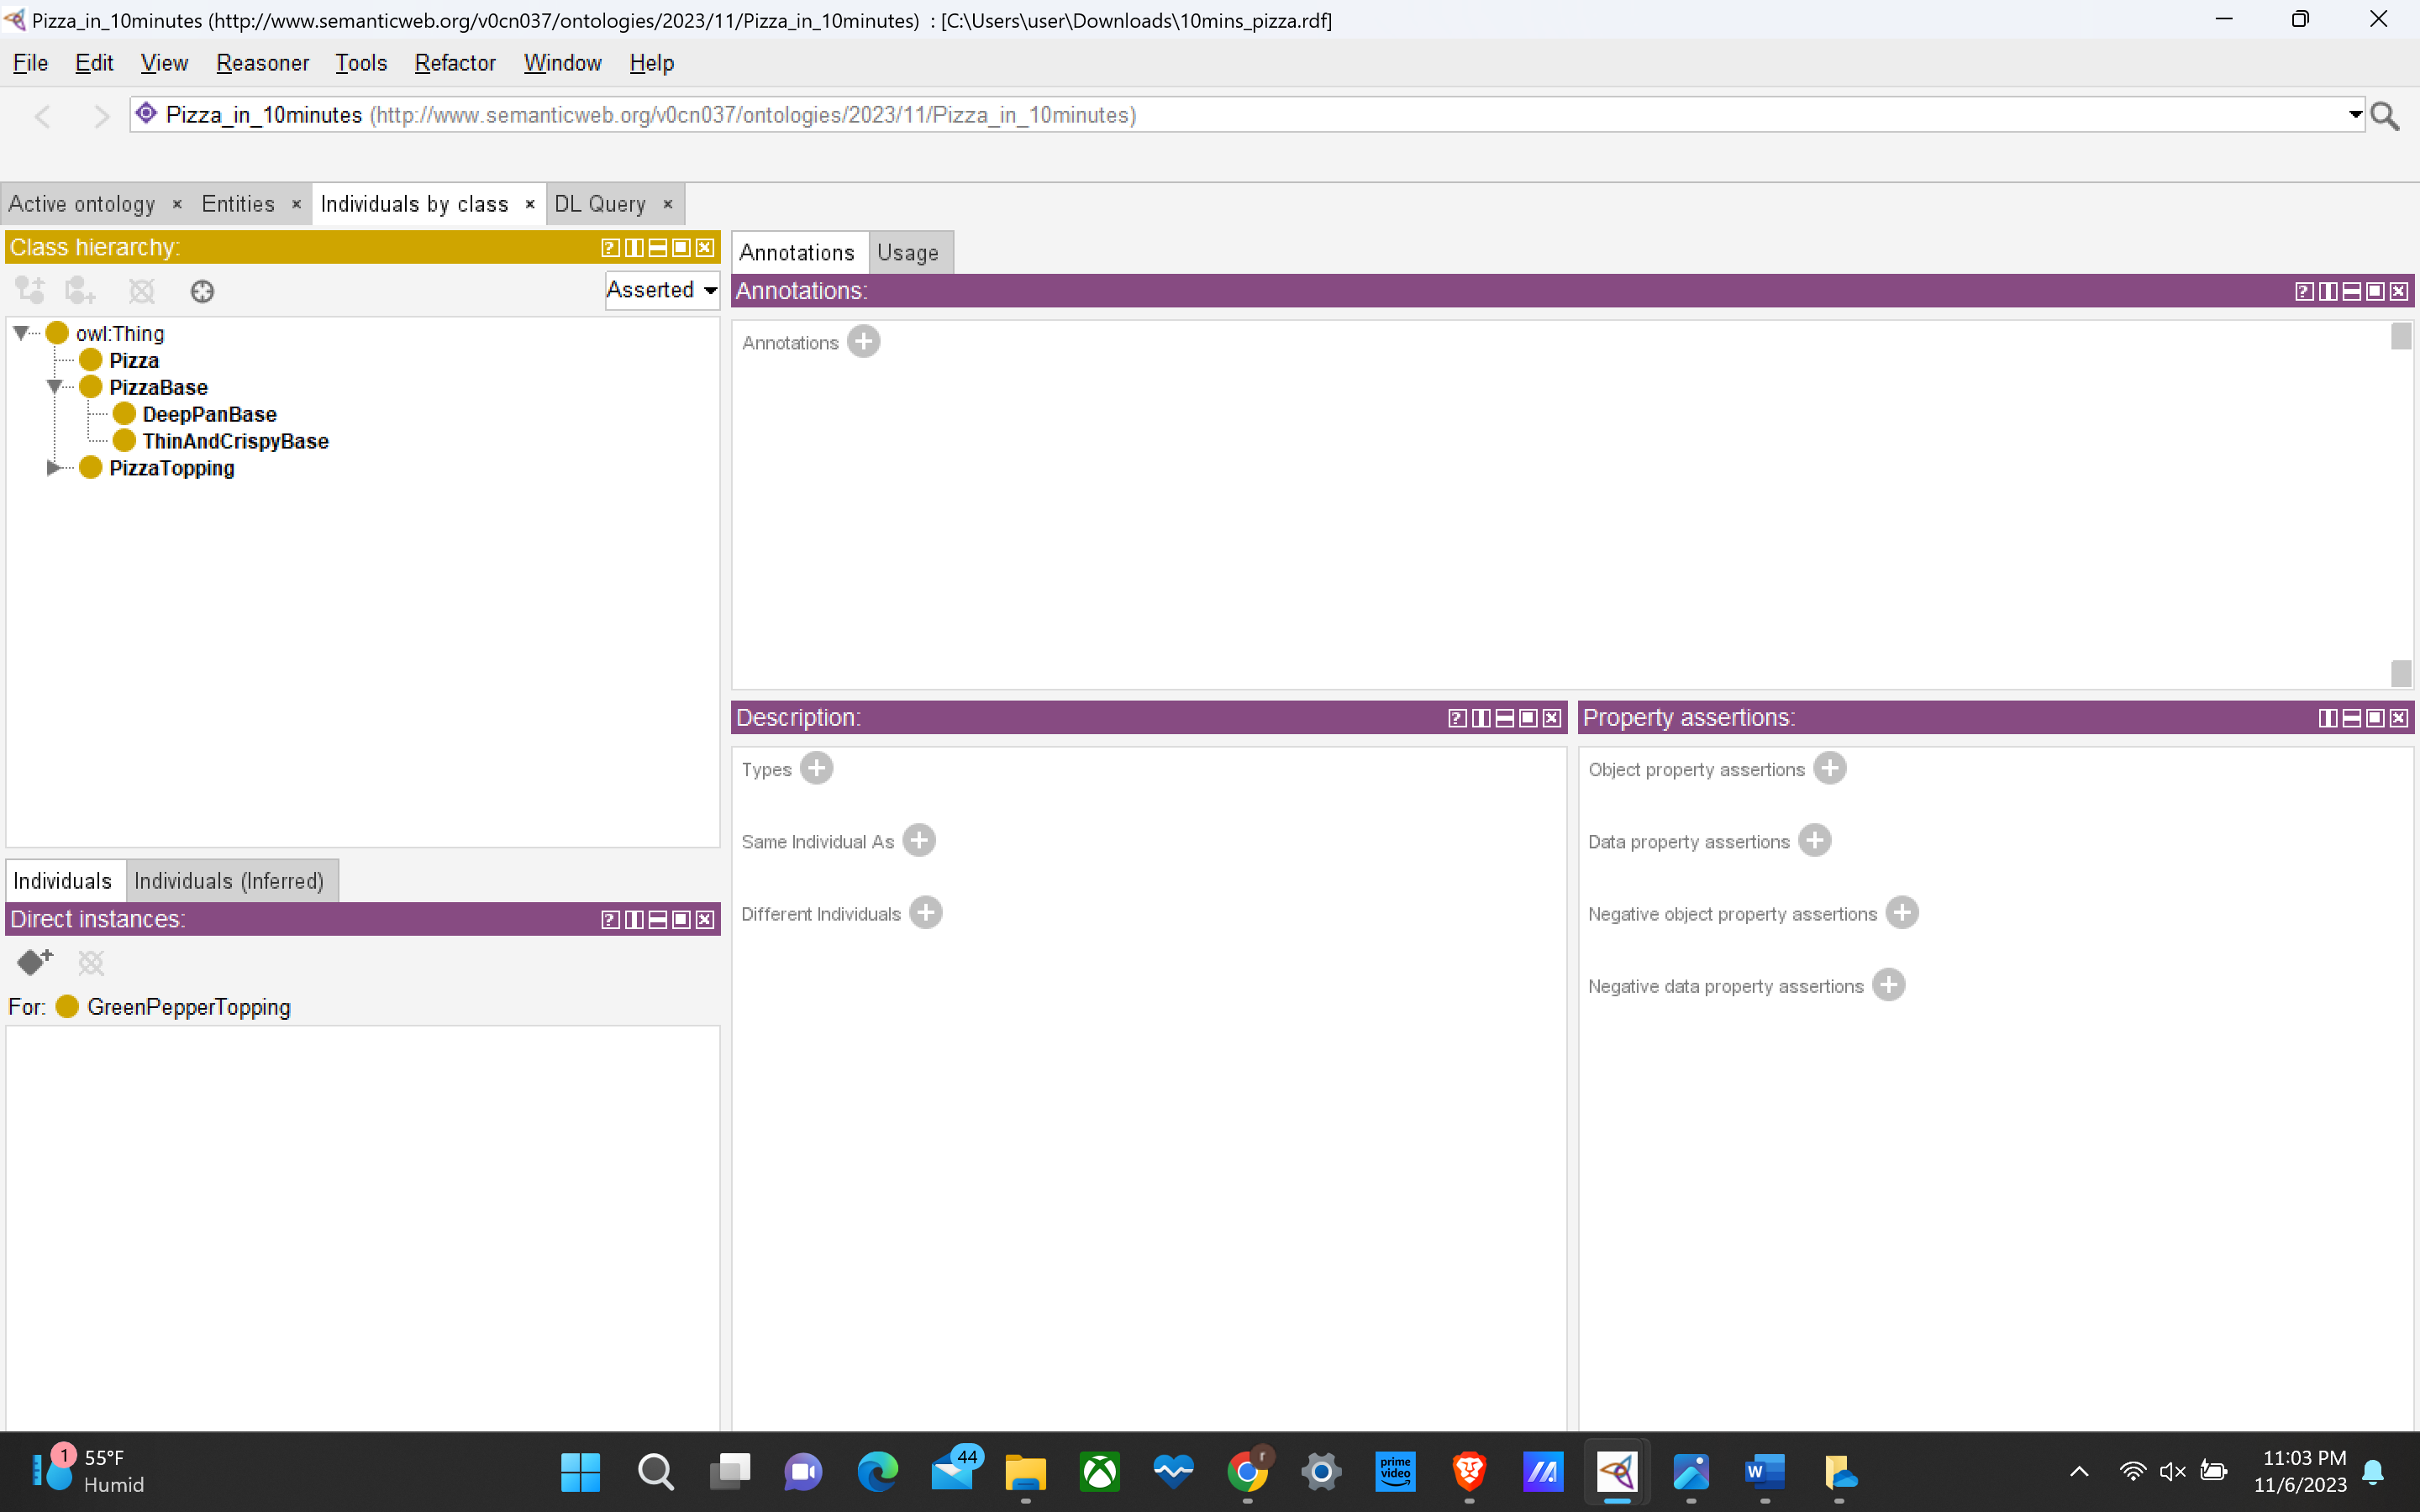 Pizza_in_10minutes (http://www.semanticweb.org/v0cn037/ontologies/2023/11/Pizza_in_10minutes) : [C:\Users\user\Downloads\10mins_pizza.rdf]
File Edit View Reasoner Tools Refactor Window Help
Pizza_in_10minutes (http://www.semanticweb.org/v0cn037/ontologies/2023/11/Pizza_in_10minutes)
Active ontology × Entities × Individuals by class × DL Query ×
Class hierarchy:
Asserted
owl:Thing
Pizza
PizzaBase
DeepPanBase
ThinAndCrispyBase
PizzaTopping
Annotations Usage
Annotations:
Annotations
Individuals Individuals (Inferred)
Direct instances:
For: GreenPepperTopping
Description:
Types
Same Individual As
Different Individuals
Property assertions:
Object property assertions
Data property assertions
Negative object property assertions
Negative data property assertions
1
55°F
Humid
44
r
prime
video
W
11:03 PM
11/6/2023